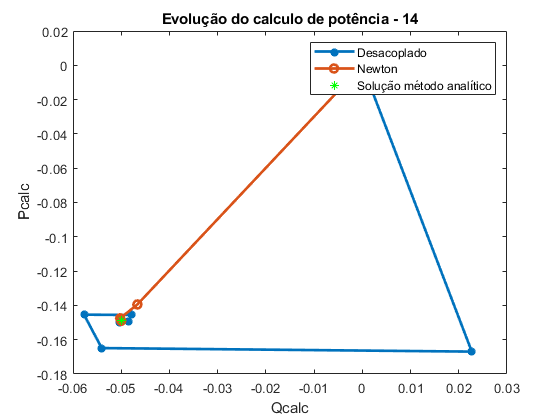 Evolução do calculo de potência - 14
0.02
0
-0.02
-0.04
-0.06
-0.08
-0.1
-0.12
-0.14
-0.16
-0.18
Pcalc
Desacoplado
Newton
Solução método analítico
-0.06 -0.05 -0.04 -0.03 -0.02 -0.01 0 0.01 0.02 0.03
Qcalc